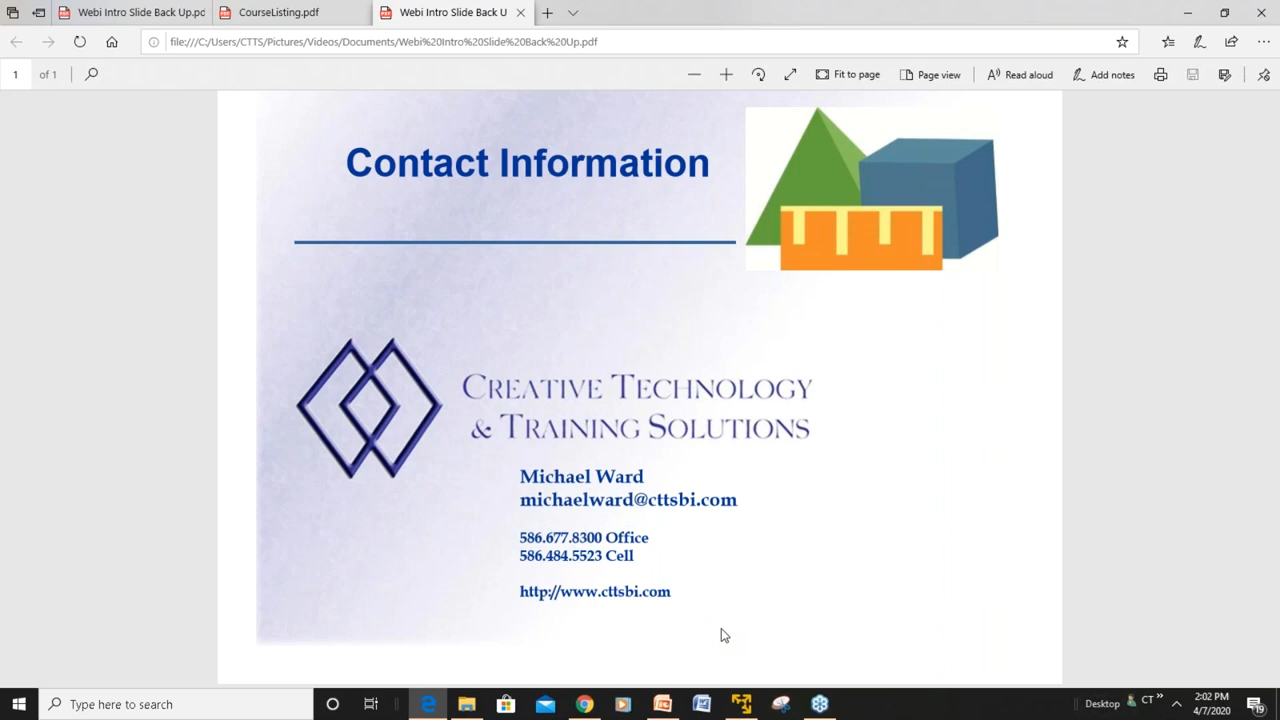 Webi Intro Slide Back Up.pd
CourseListing.pdf
Webi Intro Slide Back U
file:///C:/Users/CTTS/Pictures/Videos/Documents/Webi%20Intro%20Slide%20Back%20Up.pdf
1 of 1
Fit to page
Page view
Read aloud
Add notes
Contact Information
CREATIVE TECHNOLOGY
& TRAINING SOLUTIONS
Michael Ward
michaelward@cttsbi.com
586.677.8300 Office
586.484.5523 Cell
http://www.cttsbi.com
Type here to search
Desktop
CT
2:02 PM
4/7/2020
19